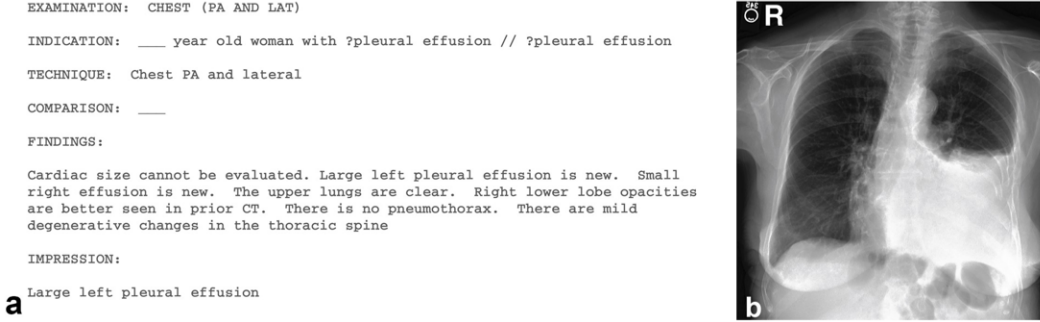 EXAMINATION: CHEST (PA AND LAT)
INDICATION: ___ year old woman with ?pleural effusion // ?pleural effusion
TECHNIQUE: Chest PA and lateral
COMPARISON: ___
FINDINGS:
Cardiac size cannot be evaluated. Large left pleural effusion is new. Small
right effusion is new. The upper lungs are clear. Right lower lobe opacities
are better seen in prior CT. There is no pneumothorax. There are mild
degenerative changes in the thoracic spine
IMPRESSION:
Large left pleural effusion
a
R
b